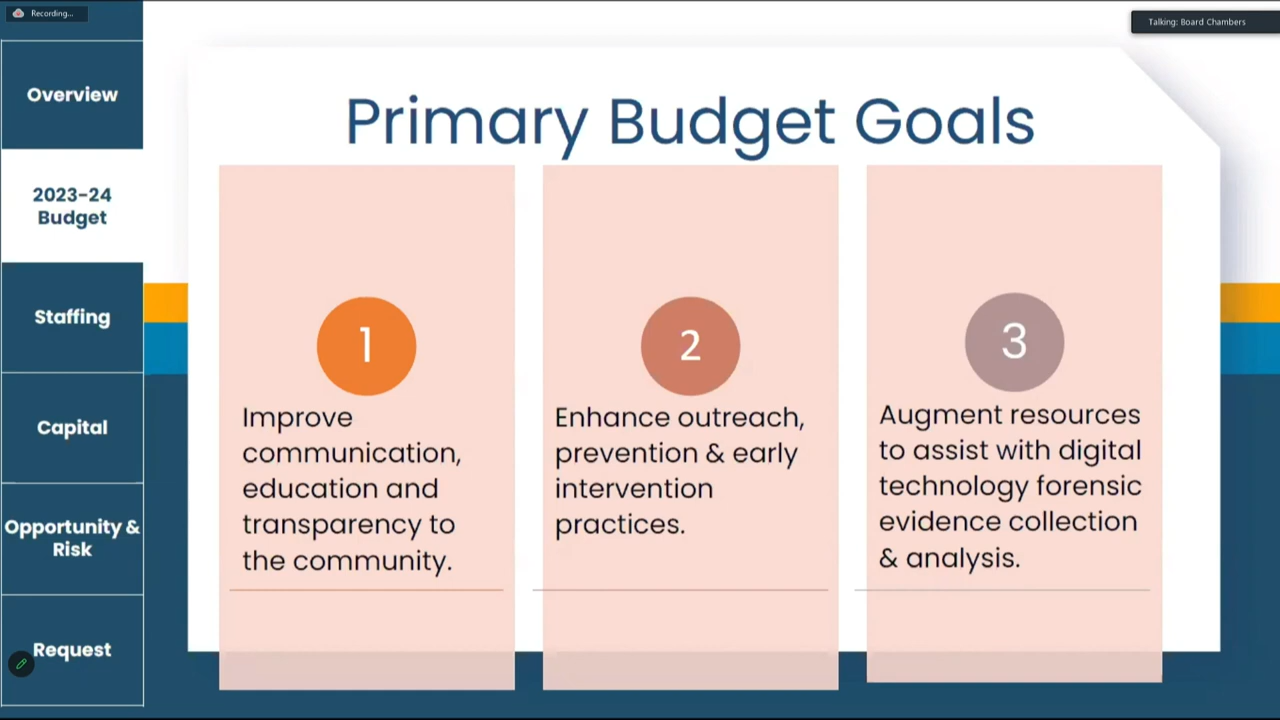 Recording...
Talking: Board Chambers
Overview
2023-24
Budget
Staffing
Capital
Opportunity &
Risk
Request
Primary Budget Goals
1
Improve
communication,
education and
transparency to
the community.
2
Enhance outreach,
prevention & early
intervention
practices.
3
Augment resources
to assist with digital
technology forensic
evidence collection
& analysis.